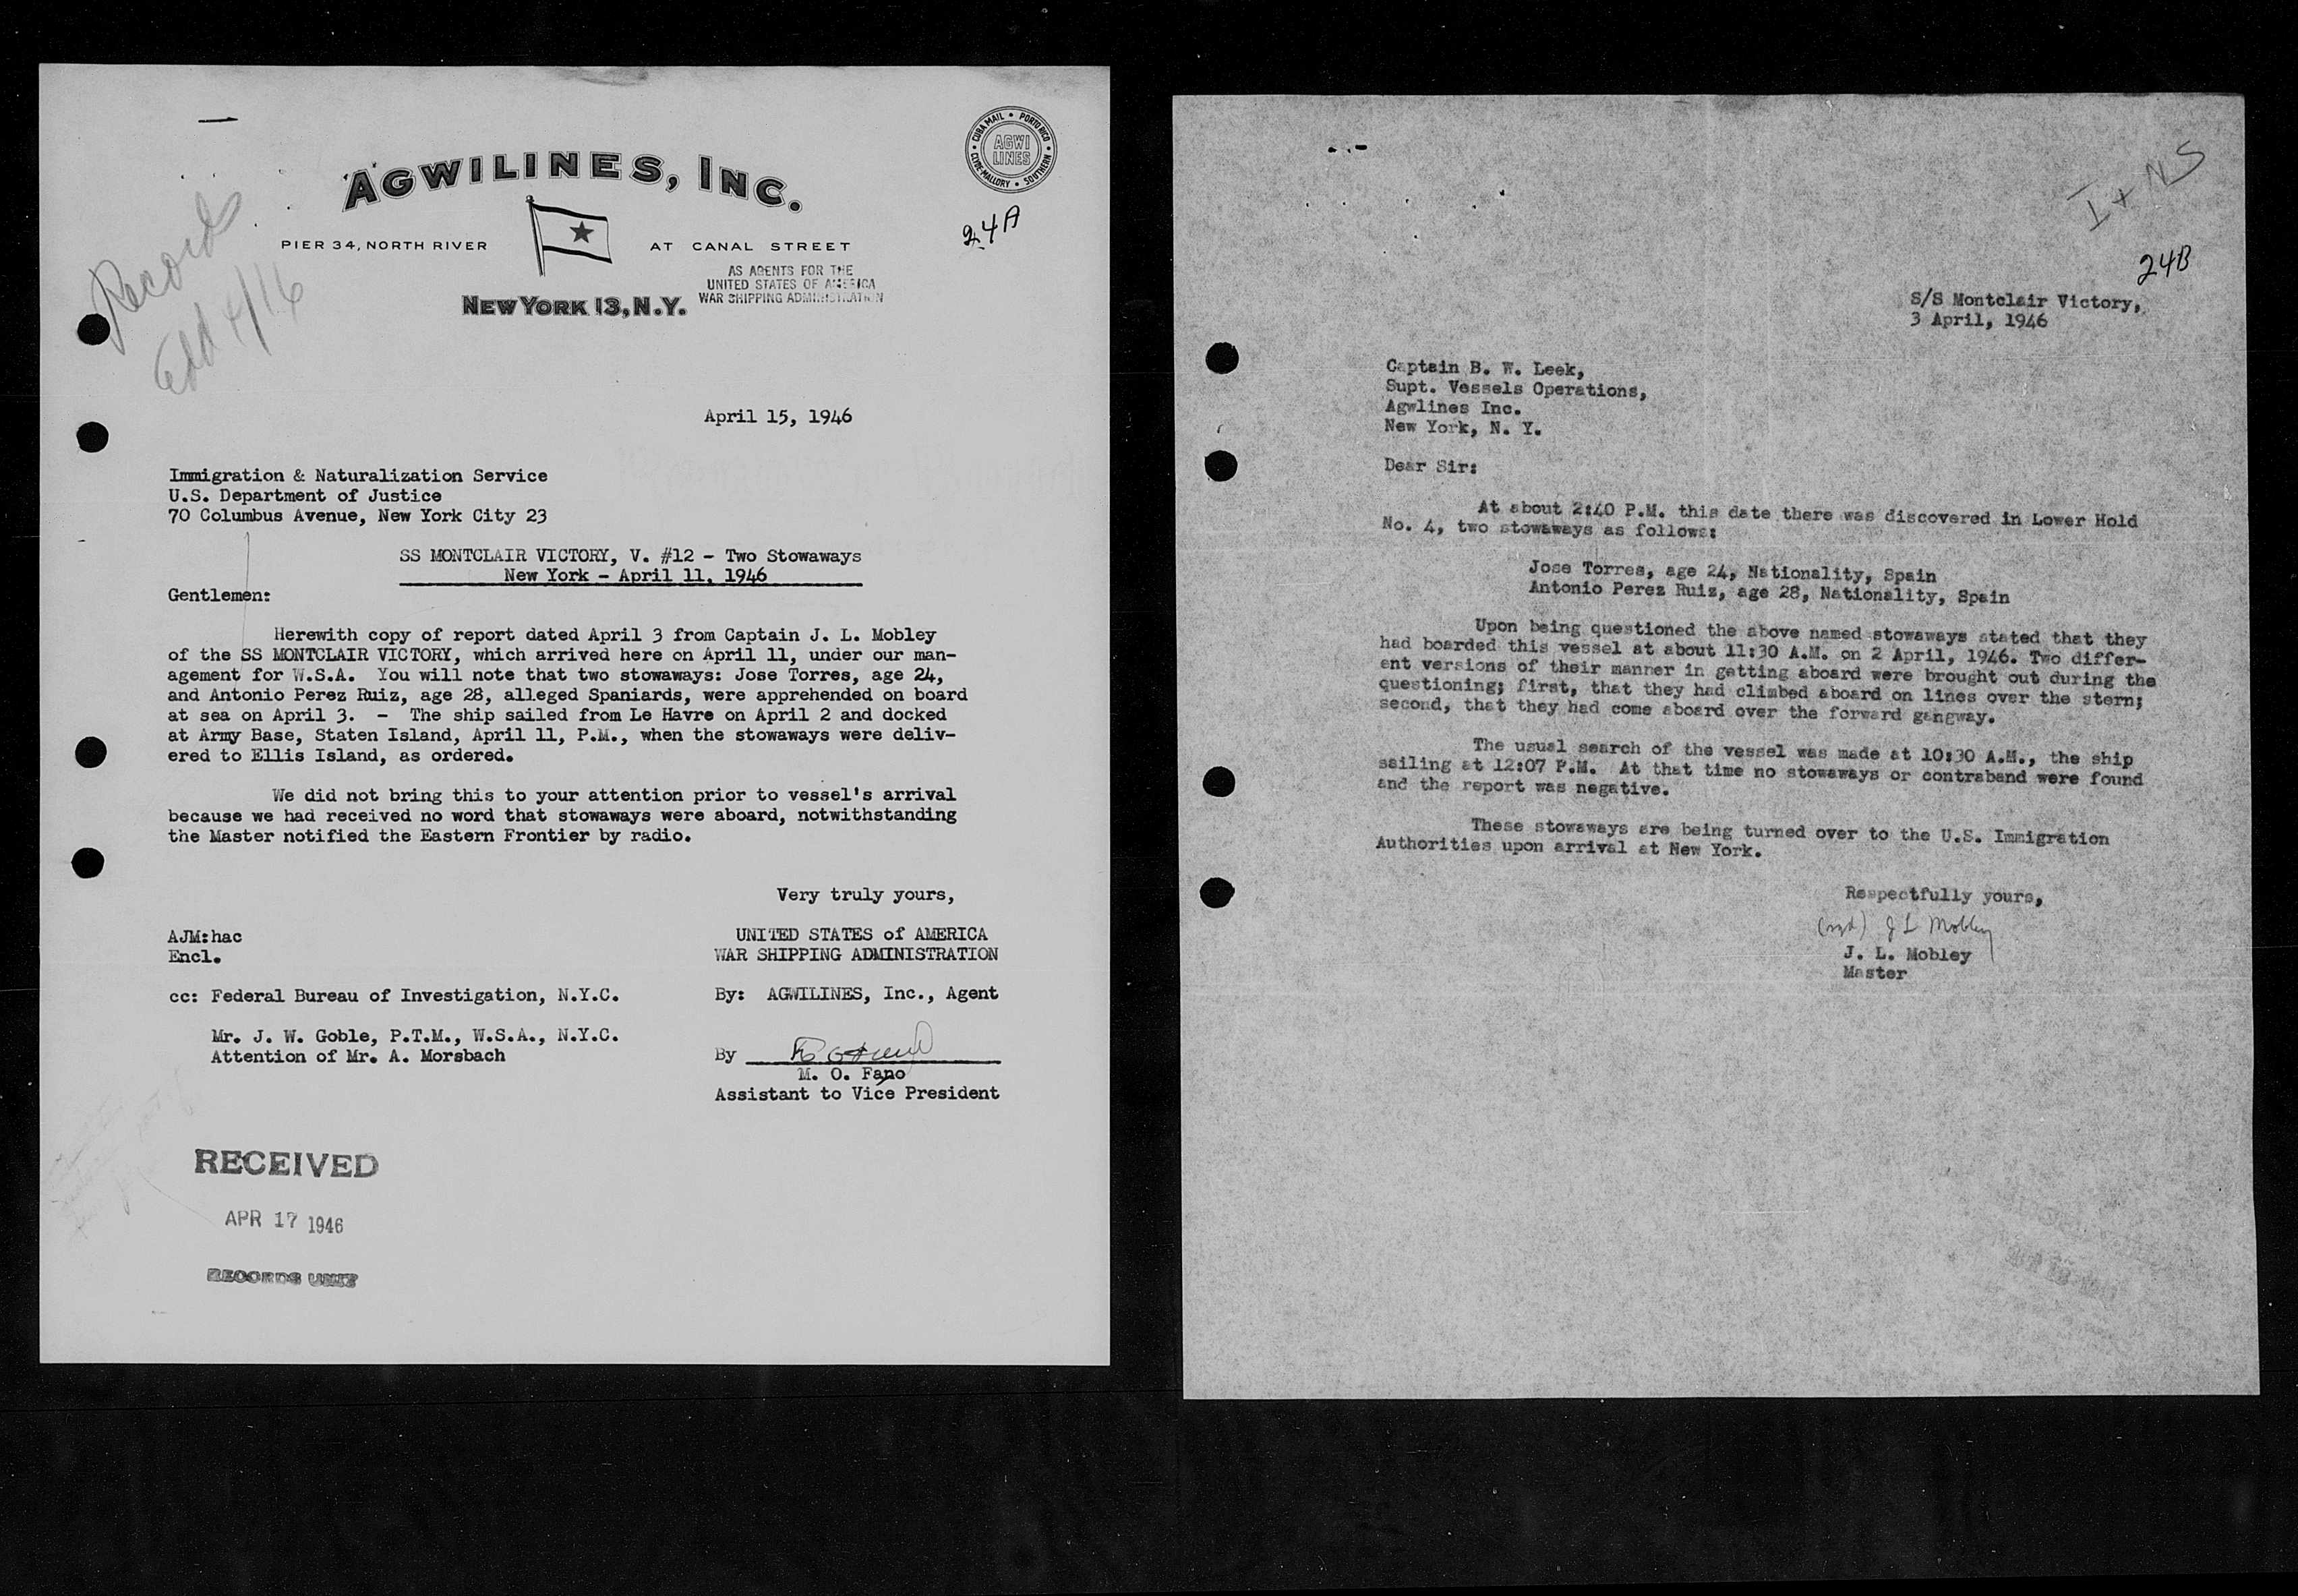 AGWILINES, INC.
PIER 34, NORTH RIVER
AT CANAL STREET
NEW YORK 13, N.Y.
AS AGENTS FOR THE
UNITED STATES OF AMERICA
WAR SHIPPING ADMINISTRATION
CUBA MAIL • PORTO RICO • SOUTHERN • CLYDE-MALLORY •
AGWI
LINES
24A
Records
4/16
April 15, 1946
Immigration & Naturalization Service
U.S. Department of Justice
70 Columbus Avenue, New York City 23
SS MONTCLAIR VICTORY, V. #12 - Two Stowaways
New York - April 11, 1946
Gentlemen:
Herewith copy of report dated April 3 from Captain J. L. Mobley
of the SS MONTCLAIR VICTORY, which arrived here on April 11, under our man-
agement for W.S.A. You will note that two stowaways: Jose Torres, age 24,
and Antonio Perez Ruiz, age 28, alleged Spaniards, were apprehended on board
at sea on April 3. - The ship sailed from Le Havre on April 2 and docked
at Army Base, Staten Island, April 11, P.M., when the stowaways were deliv-
ered to Ellis Island, as ordered.
We did not bring this to your attention prior to vessel's arrival
because we had received no word that stowaways were aboard, notwithstanding
the Master notified the Eastern Frontier by radio.
Very truly yours,
AJM:hac
Encl.
UNITED STATES of AMERICA
WAR SHIPPING ADMINISTRATION
cc: Federal Bureau of Investigation, N.Y.C.
By: AGWILINES, Inc., Agent
Mr. J. W. Goble, P.T.M., W.S.A., N.Y.C.
Attention of Mr. A. Morsbach
By
M. O. Fano
Assistant to Vice President
RECEIVED
APR 17 1946
RECORDS UNIT
I + NS
24B
S/S Montclair Victory,
3 April, 1946
Captain B. W. Leek,
Supt. Vessels Operations,
Agwlines Inc.
New York, N. Y.
Dear Sir:
At about 2:40 P.M. this date there was discovered in Lower Hold
No. 4, two stowaways as follows:
Jose Torres, age 24, Nationality, Spain
Antonio Perez Ruiz, age 28, Nationality, Spain
Upon being questioned the above named stowaways stated that they
had boarded this vessel at about 11:30 A.M. on 2 April, 1946. Two differ-
ent versions of their manner in getting aboard were brought out during the
questioning; first, that they had climbed aboard on lines over the stern;
second, that they had come aboard over the forward gangway.
The usual search of the vessel was made at 10:30 A.M., the ship
sailing at 12:07 P.M. At that time no stowaways or contraband were found
and the report was negative.
These stowaways are being turned over to the U.S. Immigration
Authorities upon arrival at New York.
Respectfully yours,
(sgd) J L Mobley
J. L. Mobley
Master